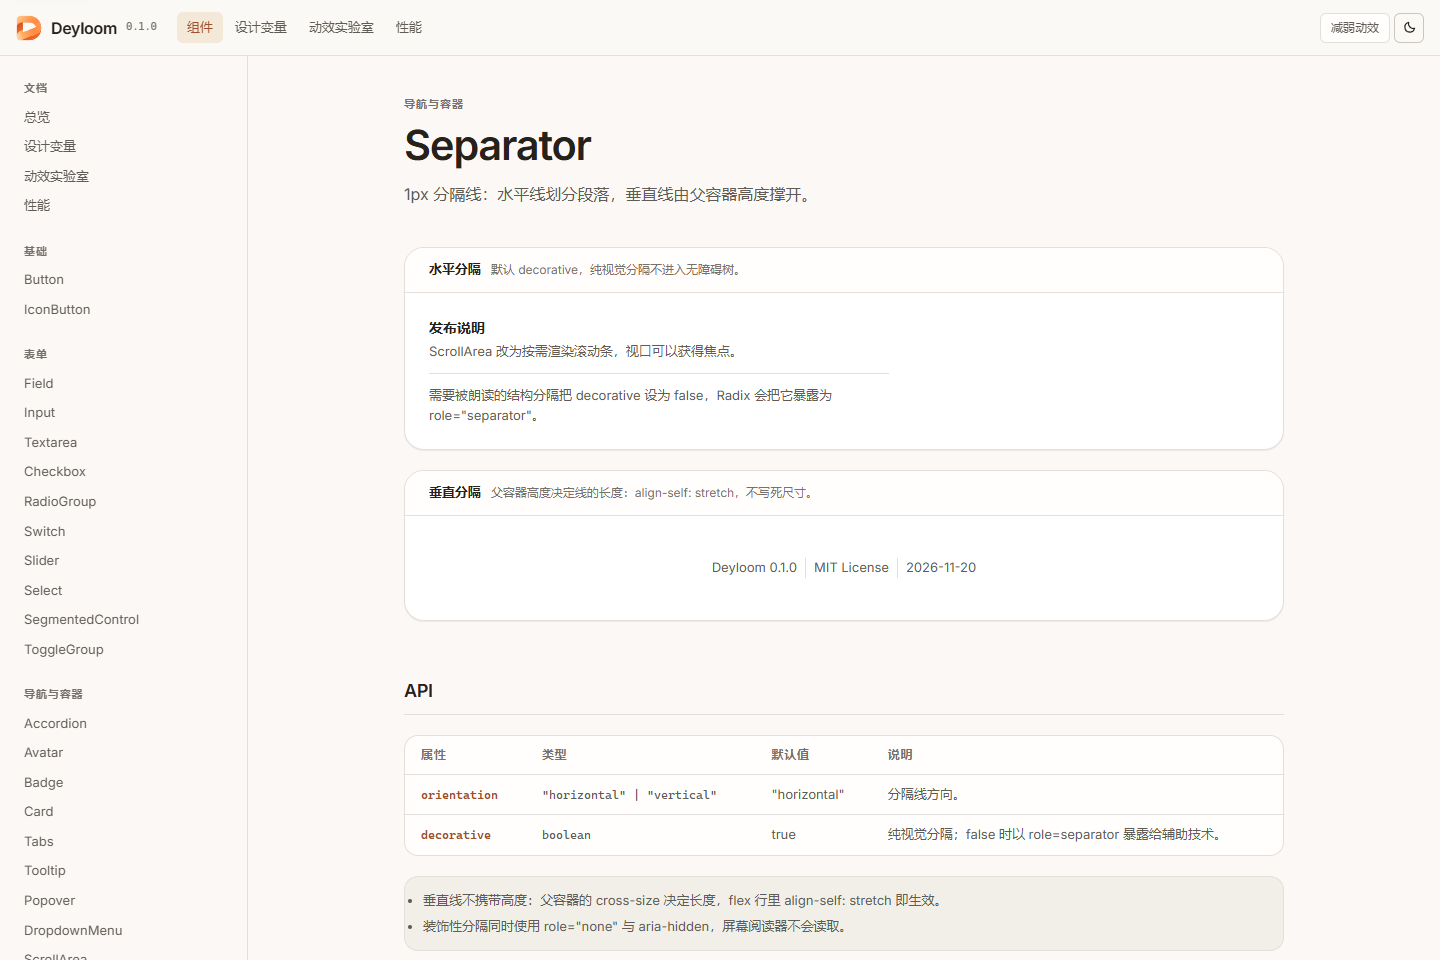 Deyloom 0.1.0 组件 设计变量 动效实验室 性能 减弱动效
文档
总览
设计变量
动效实验室
性能
基础
Button
IconButton
表单
Field
Input
Textarea
Checkbox
RadioGroup
Switch
Slider
Select
SegmentedControl
ToggleGroup
导航与容器
Accordion
Avatar
Badge
Card
Tabs
Tooltip
Popover
DropdownMenu
ScrollArea
导航与容器
Separator
1px 分隔线：水平线划分段落，垂直线由父容器高度撑开。
水平分隔 默认 decorative，纯视觉分隔不进入无障碍树。
发布说明
ScrollArea 改为按需渲染滚动条，视口可以获得焦点。
需要被朗读的结构分隔把 decorative 设为 false，Radix 会把它暴露为
role="separator"。
垂直分隔 父容器高度决定线的长度：align-self: stretch，不写死尺寸。
Deyloom 0.1.0 MIT License 2026-11-20
API
属性 类型 默认值 说明
orientation "horizontal" | "vertical" "horizontal" 分隔线方向。
decorative boolean true 纯视觉分隔；false 时以 role=separator 暴露给辅助技术。
• 垂直线不携带高度：父容器的 cross-size 决定长度，flex 行里 align-self: stretch 即生效。
• 装饰性分隔同时使用 role="none" 与 aria-hidden，屏幕阅读器不会读取。